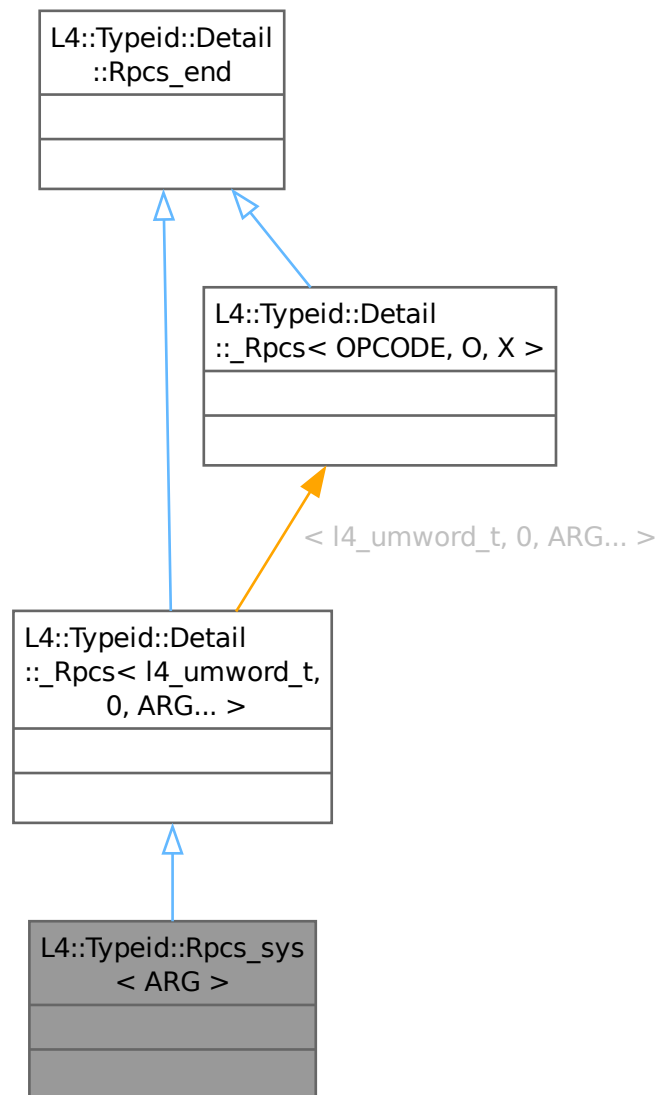 L4::Typeid::Detail
::Rpcs_end
L4::Typeid::Detail
::_Rpcs< OPCODE, O, X >
< l4_umword_t, 0, ARG... >
L4::Typeid::Detail
::_Rpcs< l4_umword_t,
0, ARG... >
L4::Typeid::Rpcs_sys
< ARG >